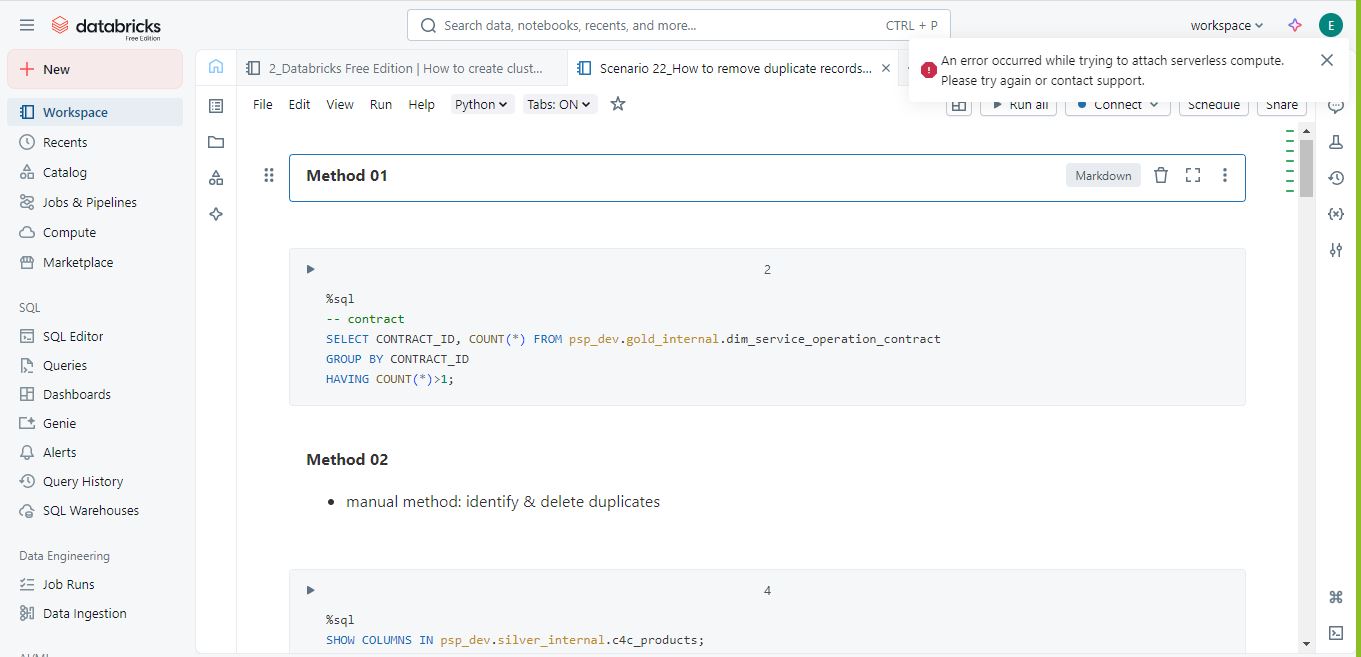 databricks
Free Edition
Search data, notebooks, recents, and more...
CTRL + P
workspace
E
New
Workspace
Recents
Catalog
Jobs & Pipelines
Compute
Marketplace
SQL
SQL Editor
Queries
Dashboards
Genie
Alerts
Query History
SQL Warehouses
Data Engineering
Job Runs
Data Ingestion
2_Databricks Free Edition | How to create clust...
Scenario 22_How to remove duplicate records...
An error occurred while trying to attach serverless compute.
Please try again or contact support.
File Edit View Run Help Python Tabs: ON
Run all Connect Schedule Share
Method 01
Markdown
2
%sql
-- contract
SELECT CONTRACT_ID, COUNT(*) FROM psp_dev.gold_internal.dim_service_operation_contract
GROUP BY CONTRACT_ID
HAVING COUNT(*)>1;
Method 02
• manual method: identify & delete duplicates
4
%sql
SHOW COLUMNS IN psp_dev.silver_internal.c4c_products;